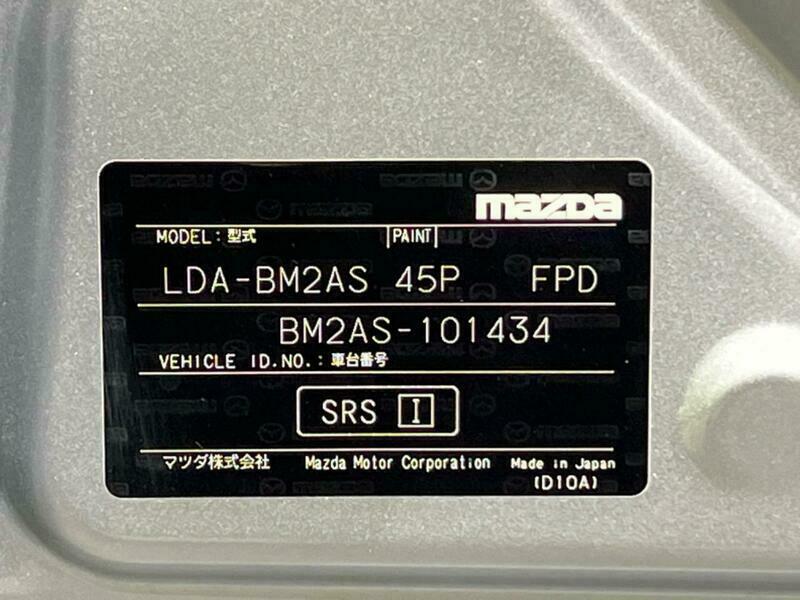 mazda
MODEL：型式 PAINT
LDA-BM2AS 45P FPD
BM2AS-101434
VEHICLE ID.NO.：車台番号
SRS I
マツダ株式会社 Mazda Motor Corporation Made in Japan
(D10A)